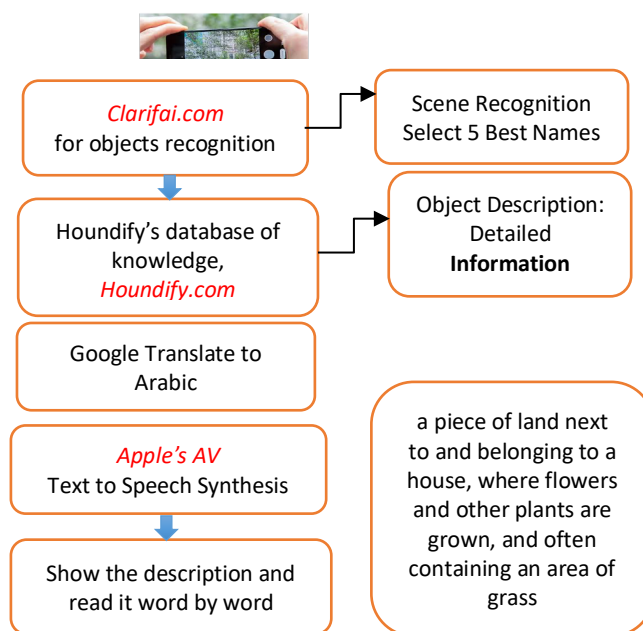 Clarifai.com
for objects recognition
Scene Recognition
Select 5 Best Names
Houndify’s database of
knowledge,
Houndify.com
Object Description:
Detailed
Information
Google Translate to
Arabic
Apple’s AV
Text to Speech Synthesis
Show the description and
read it word by word
a piece of land next
to and belonging to a
house, where flowers
and other plants are
grown, and often
containing an area of
grass